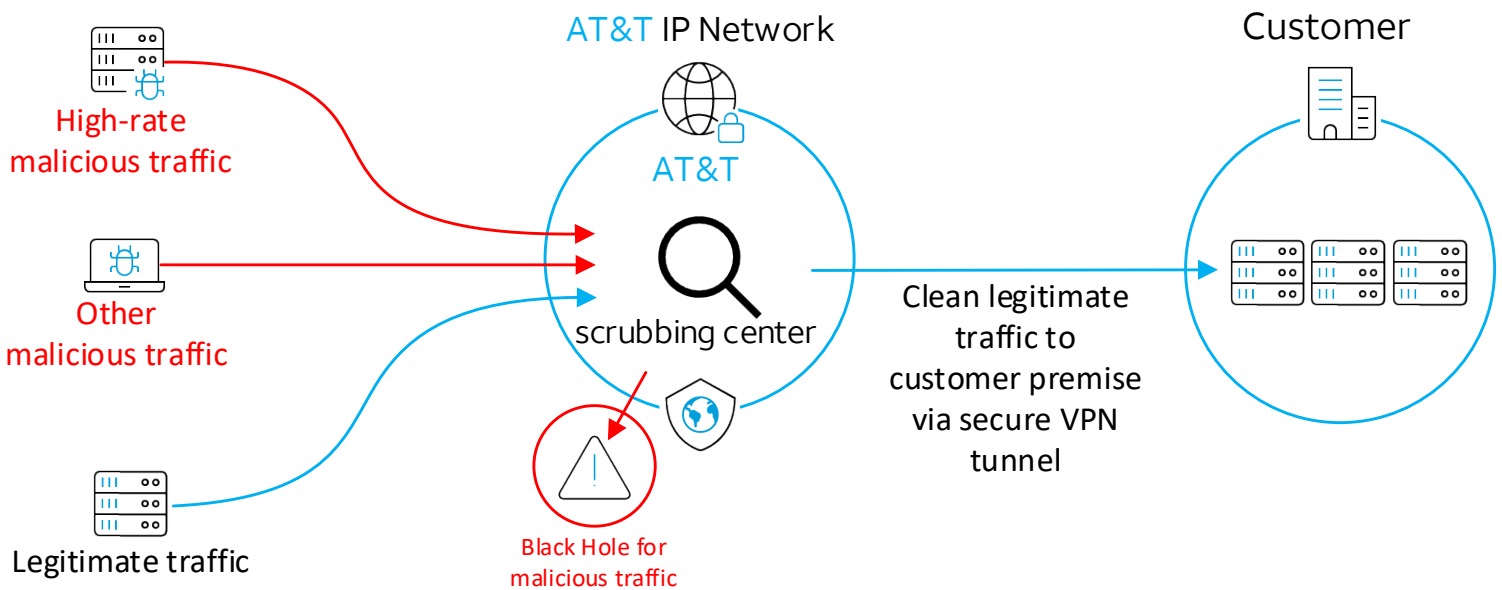 High-rate
malicious traffic
Other
malicious traffic
Legitimate traffic
AT&T IP Network
AT&T
scrubbing center
Black Hole for
malicious traffic
Clean legitimate
traffic to
customer premise
via secure VPN
tunnel
Customer